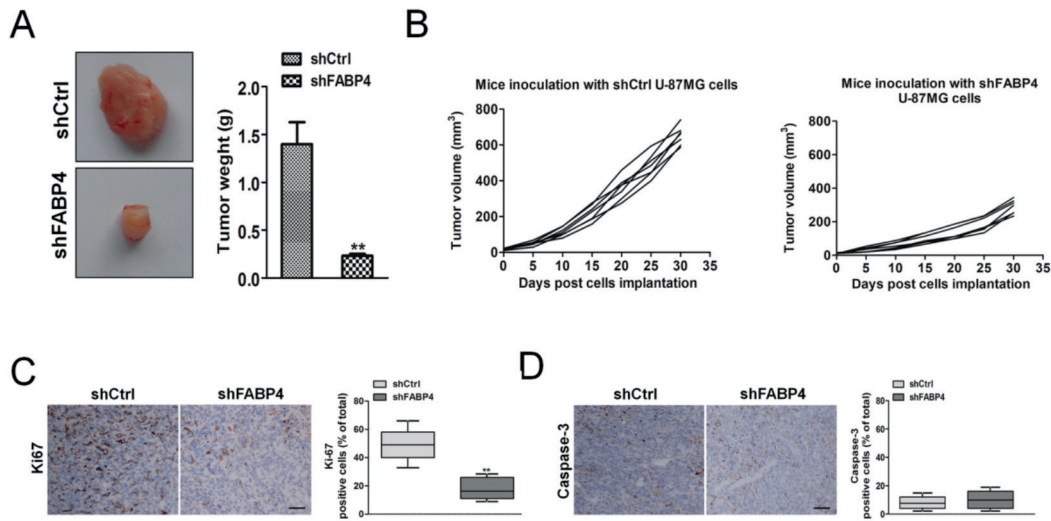 A
shCtrl
shFABP4
shCtrl
shFABP4
Tumor weght (g)
2.0
1.5
1.0
0.5
0.0
**
B
Mice inoculation with shCtrl U-87MG cells
Tumor volume (mm3)
800
600
400
200
0
0 5 10 15 20 25 30 35
Days post cells implantation
Mice inoculation with shFABP4
U-87MG cells
Tumor volume (mm3)
800
600
400
200
0
0 5 10 15 20 25 30 35
Days post cells implantation
C
shCtrl
shFABP4
Ki67
shCtrl
shFABP4
Ki-67
positive cells (% of total)
80
60
40
20
0
**
D
shCtrl
shFABP4
Caspase-3
shCtrl
shFABP4
Caspase-3
positive cells (% of total)
80
60
40
20
0